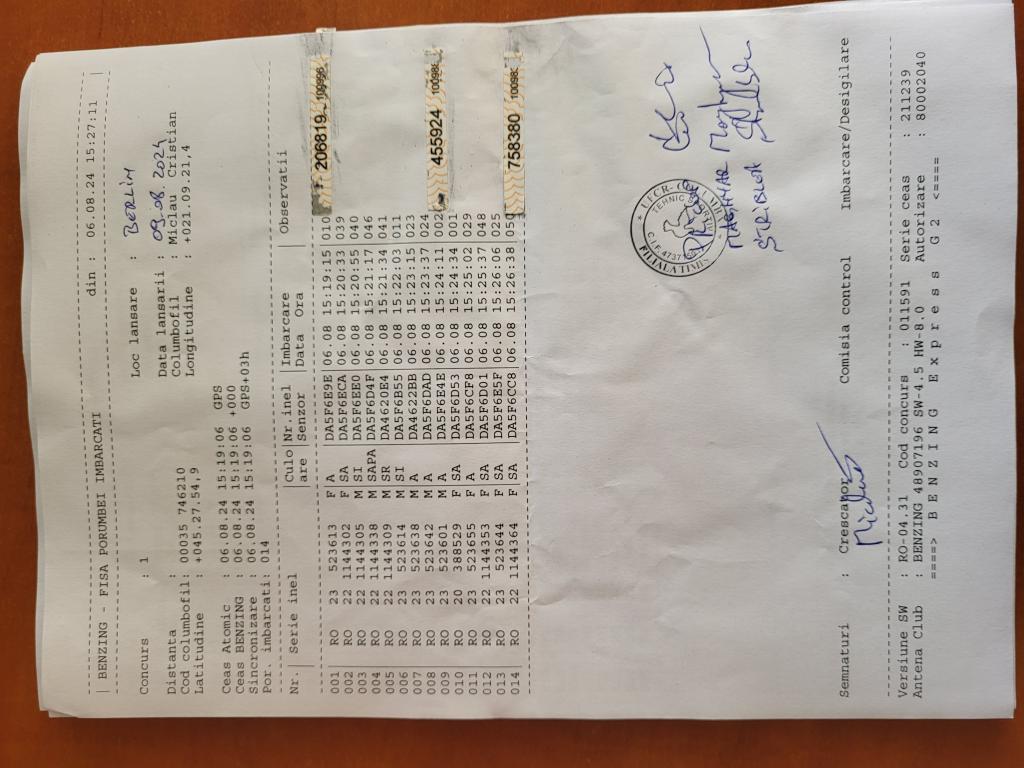 | BENZING - FISA PORUMBEI IMBARCATI din : 06.08.24 15:27:11 |
Concurs : 1 Loc lansare : BERLIN
Distanta : Data lansarii : 09.08.2024
Cod columbofil: 00035 746210 Columbofil : Miclau Cristian
Latitudine : +045.27.54,9 Longitudine : +021.09.21,4
Ceas Atomic : 06.08.24 15:19:06 GPS
Ceas BENZING : 06.08.24 15:19:06 +000
Sincronizare : 06.08.24 15:19:06 GPS+03h
Por. imbarcati: 014
Nr.| Serie inel |Culo|Nr.inel |Imbarcare | Observatii
|are |Senzor |Data Ora |
001 RO 23 523613 F A DA5F6E9E 06.08 15:19:15 010 206819 10098
002 RO 22 1144302 F SA DA5F6ECA 06.08 15:20:33 039
003 RO 22 1144305 M SI DA5F6EE0 06.08 15:20:55 040
004 RO 22 1144338 M SAPA DA5F6D4F 06.08 15:21:17 046
005 RO 22 1144309 M SR DA4620E4 06.08 15:21:34 041
006 RO 23 523614 M SI DA5F6B55 06.08 15:22:03 011
007 RO 23 523638 M A DA4622BB 06.08 15:23:15 023
008 RO 23 523642 M A DA5F6DAD 06.08 15:23:37 024
009 RO 23 523601 M A DA5F6E4E 06.08 15:24:11 002 455924 10098
010 RO 20 388529 F SA DA5F6D53 06.08 15:24:34 001
011 RO 23 523655 F A DA5F6CF8 06.08 15:25:02 029
012 RO 22 1144353 F SA DA5F6D01 06.08 15:25:37 048
013 RO 23 523644 F SA DA5F6E5F 06.08 15:26:06 025
014 RO 22 1144364 F SA DA5F6CC8 06.08 15:26:38 050 758380 10098
TEHNIC SPORTIV
C.I.F. 4737
FILIALA TIMIS
Semnaturi : Crescator Comisia control Imbarcare/Desigilare
Versiune SW : RO-04.31 Cod concurs : 011591 Serie ceas : 211239
Antena Club : BENZING 48907196 SW-4.5 HW-8.0 Autorizare : 80002040
====> B E N Z I N G E x p r e s s G 2 <====